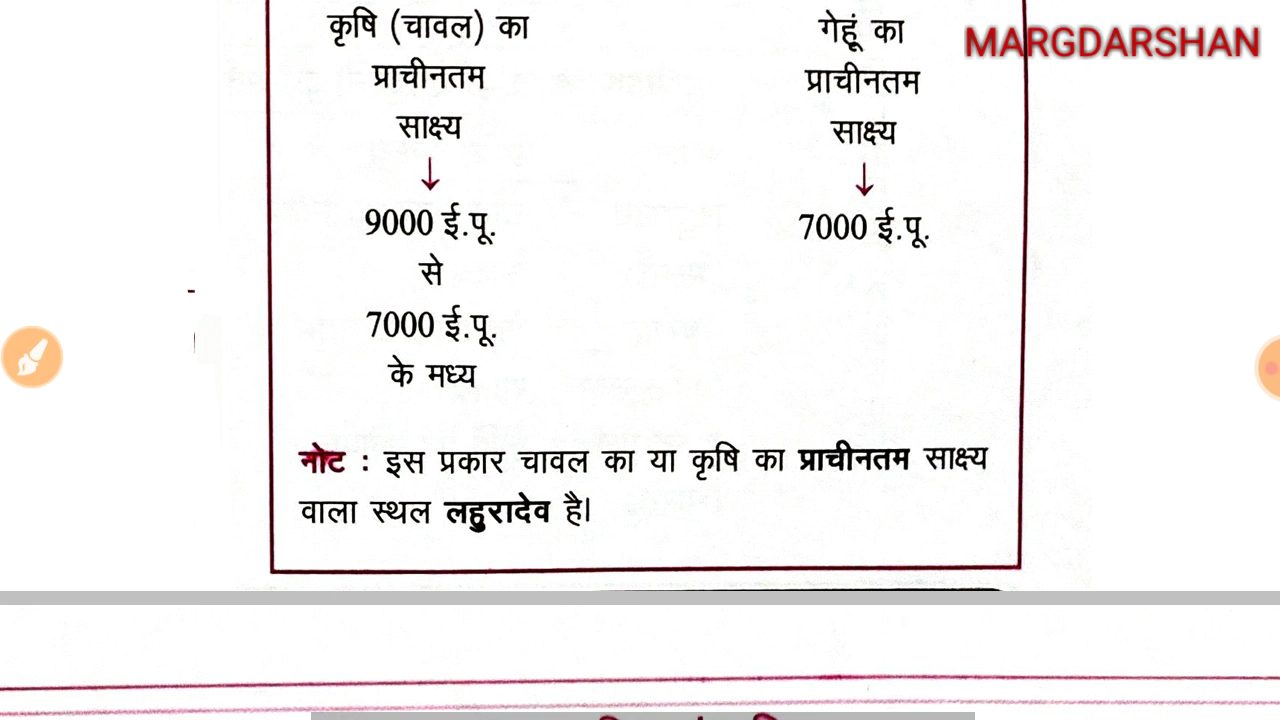 MARGDARSHAN
कृषि (चावल) का
प्राचीनतम
साक्ष्य
↓
9000 ई.पू.
से
7000 ई.पू.
के मध्य
गेहूं का
प्राचीनतम
साक्ष्य
↓
7000 ई.पू.
नोट : इस प्रकार चावल का या कृषि का प्राचीनतम साक्ष्य
वाला स्थल लहुरादेव है।